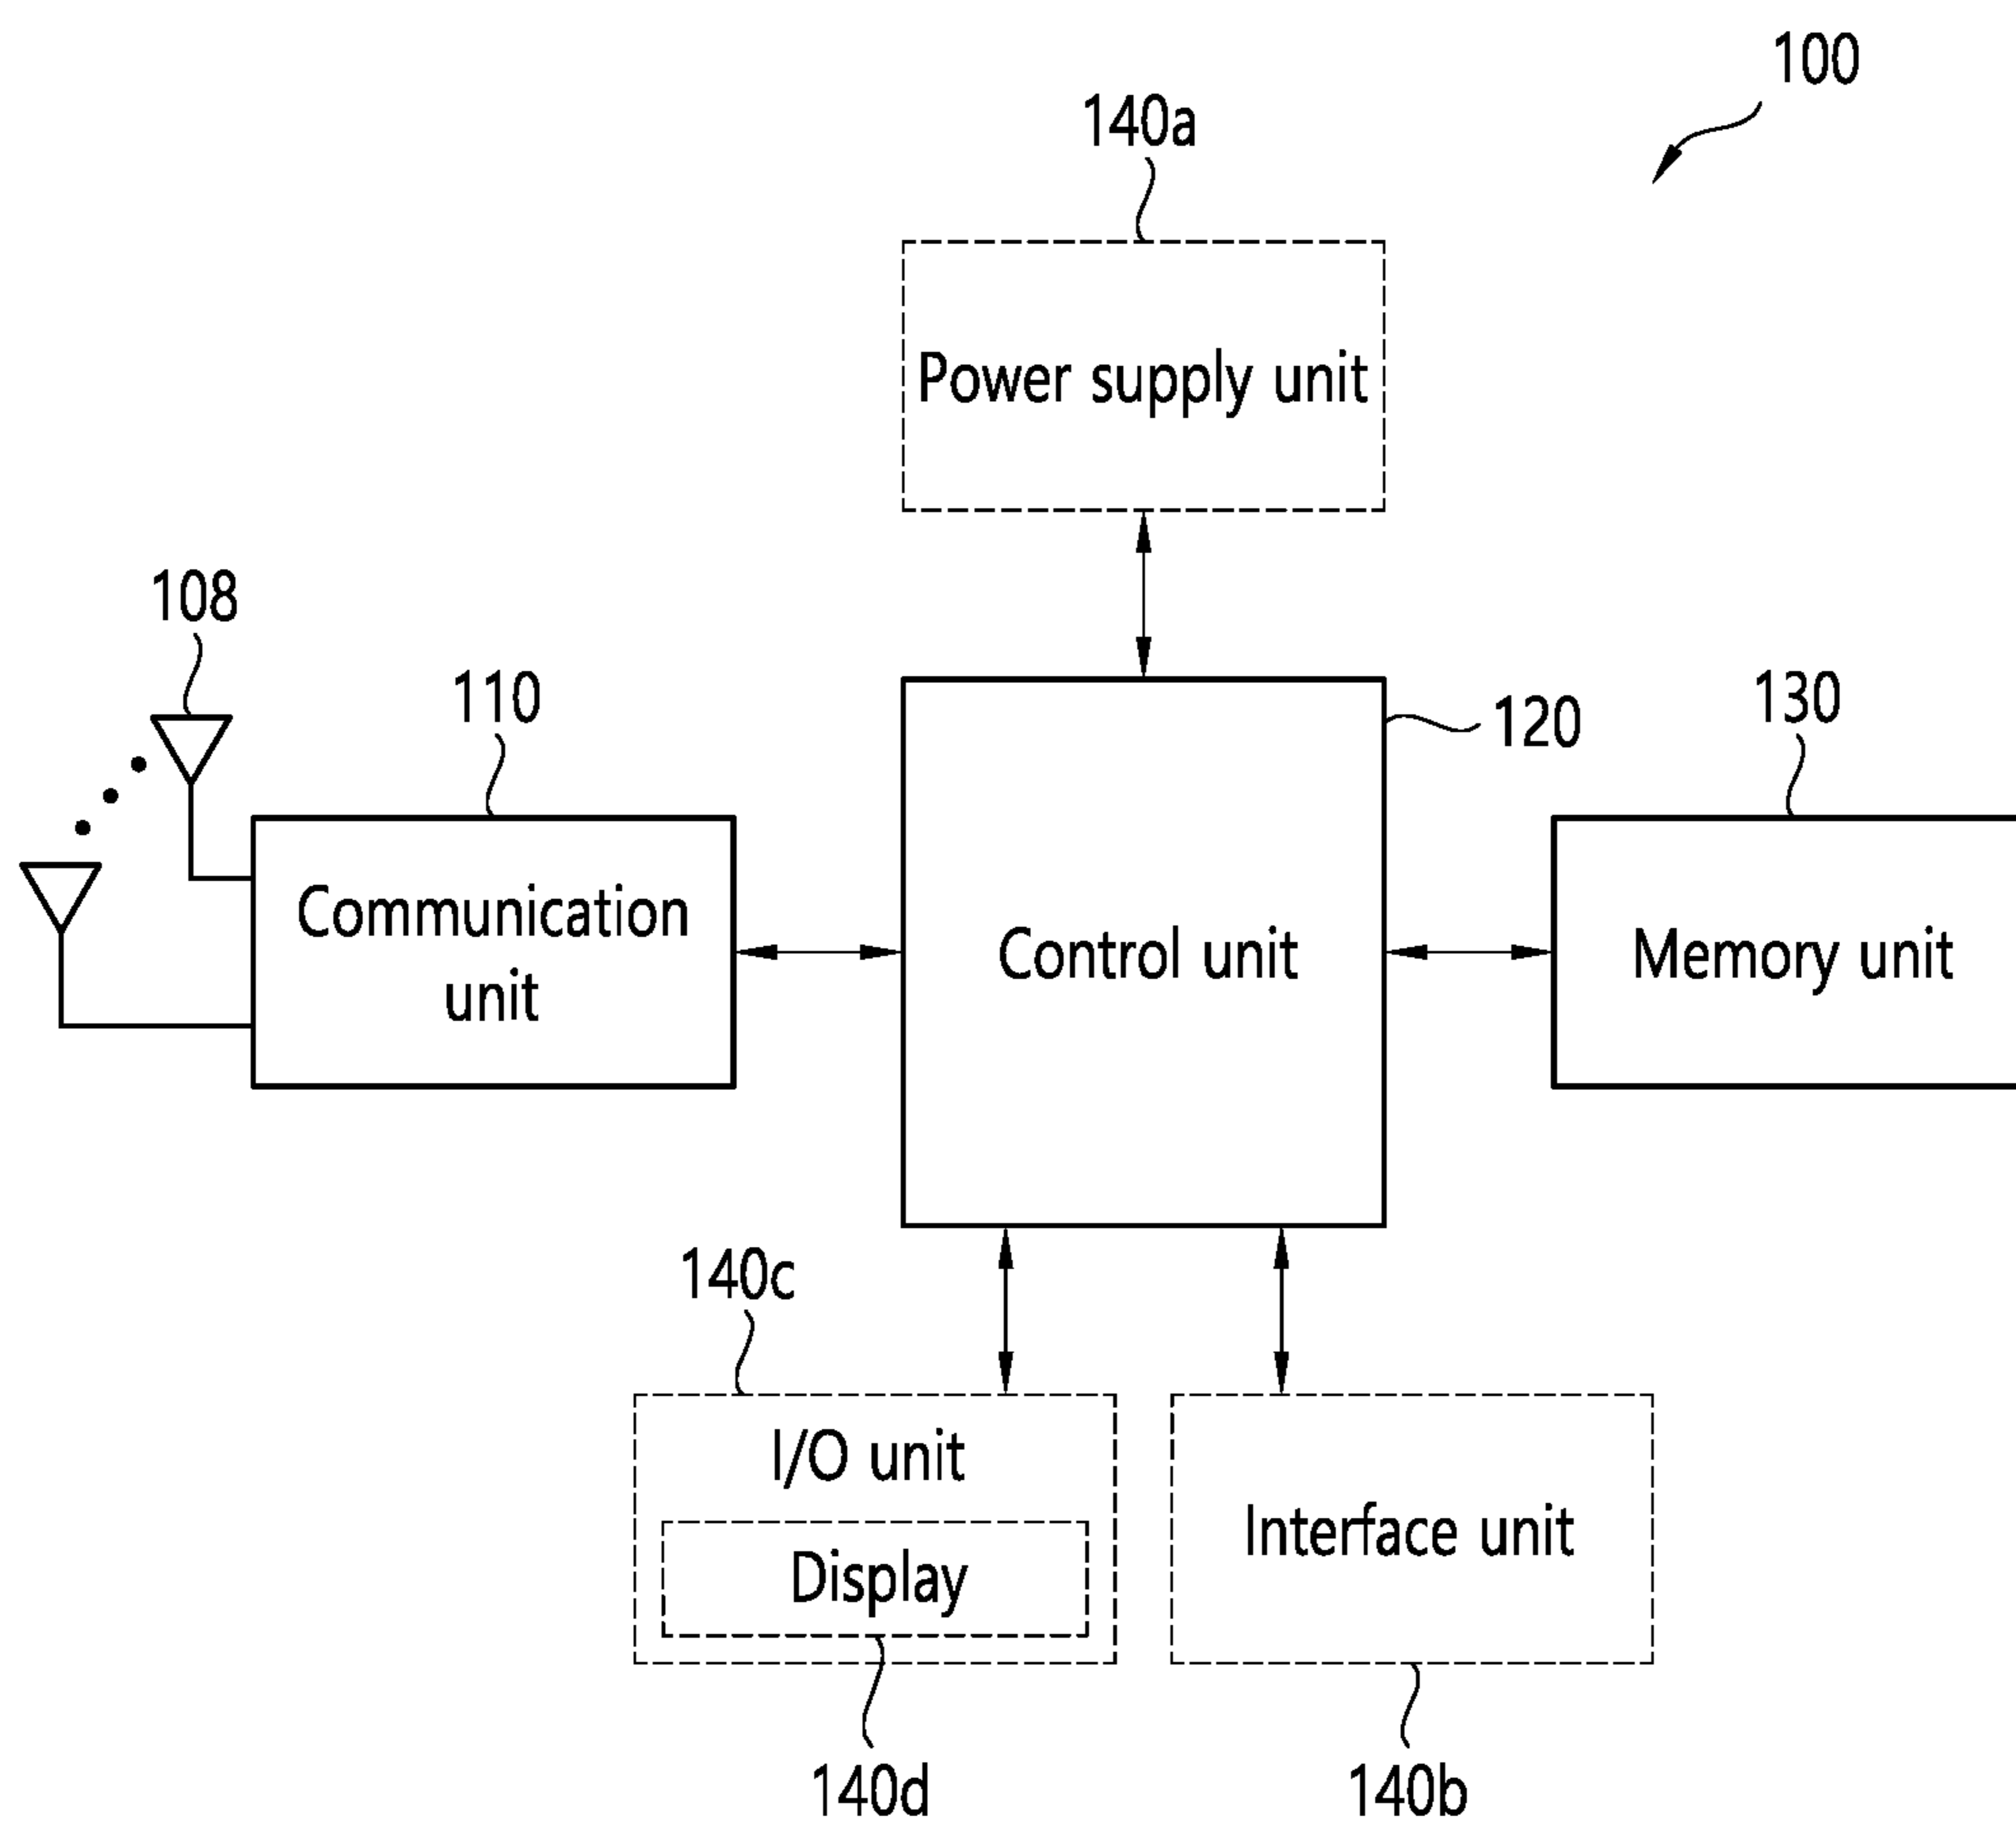 100
140a
Power supply unit
108
110
120
130
Communication
unit
Control unit
Memory unit
140c
I/O unit
Display
Interface unit
140d
140b